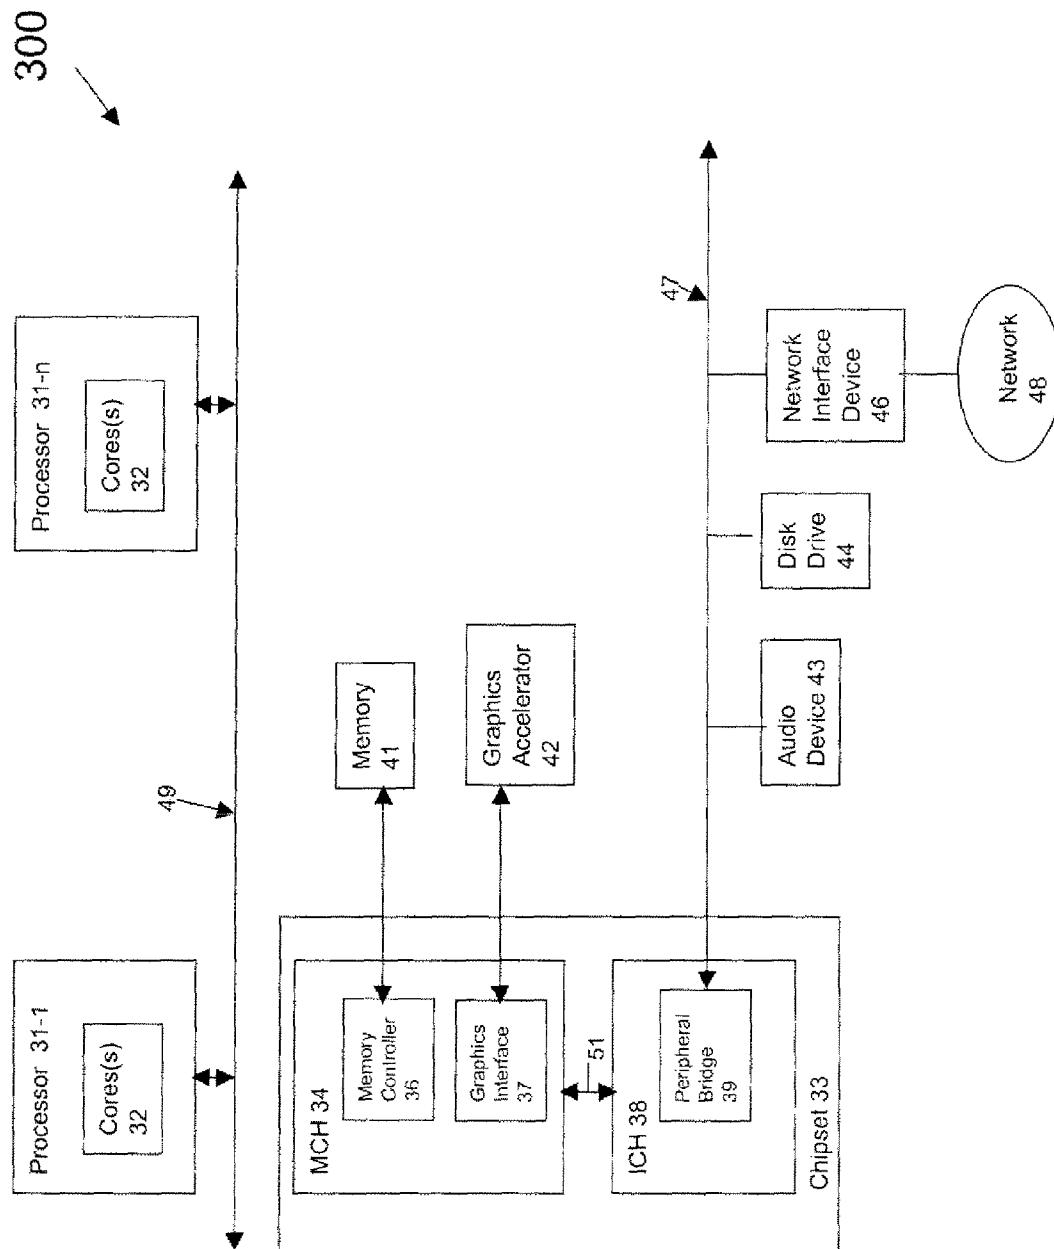 300
Processor 31-1
Cores(s)
32
Processor 31-n
Cores(s)
32
49
MCH 34
Memory
Controller
36
Memory
41
Graphics
Interface
37
Graphics
Accelerator
42
51
ICH 38
Peripheral
Bridge
39
Chipset 33
47
Audio
Device 43
Disk
Drive
44
Network
Interface
Device
46
Network
48